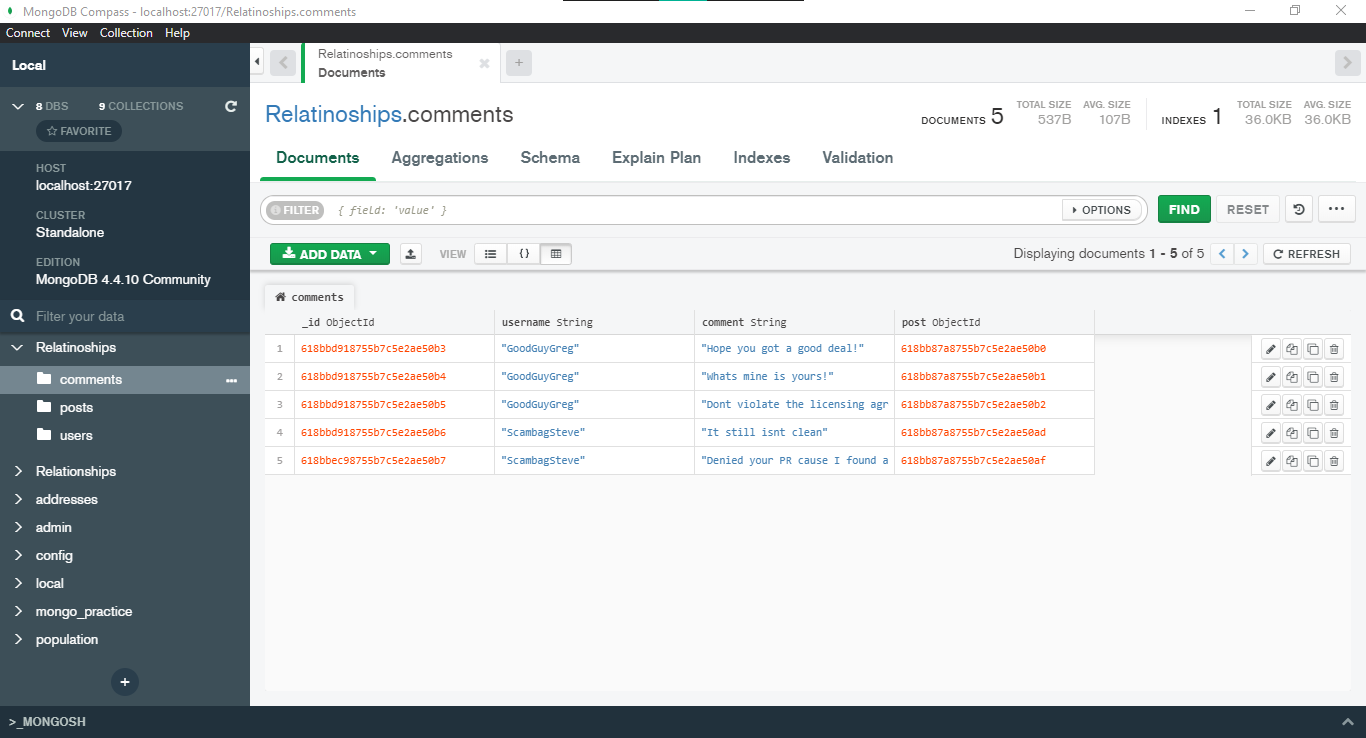 MongoDB Compass - localhost:27017/Relatinoships.comments
Connect View Collection Help
Local
8 DBS 9 COLLECTIONS
FAVORITE
HOST
localhost:27017
CLUSTER
Standalone
EDITION
MongoDB 4.4.10 Community
Filter your data
Relatinoships
comments
posts
users
Relationships
addresses
admin
config
local
mongo_practice
population
+
Relatinoships.comments
Documents
+
Relatinoships.comments
DOCUMENTS 5 TOTAL SIZE 537B AVG. SIZE 107B INDEXES 1 TOTAL SIZE 36.0KB AVG. SIZE 36.0KB
Documents Aggregations Schema Explain Plan Indexes Validation
FILTER { field: 'value' } OPTIONS FIND RESET
ADD DATA VIEW {} Displaying documents 1 - 5 of 5 REFRESH
comments
_id ObjectId username String comment String post ObjectId
1 618bbd918755b7c5e2ae50b3 "GoodGuyGreg" "Hope you got a good deal!" 618bb87a8755b7c5e2ae50b0
2 618bbd918755b7c5e2ae50b4 "GoodGuyGreg" "Whats mine is yours!" 618bb87a8755b7c5e2ae50b1
3 618bbd918755b7c5e2ae50b5 "GoodGuyGreg" "Dont violate the licensing agr 618bb87a8755b7c5e2ae50b2
4 618bbd918755b7c5e2ae50b6 "ScambagSteve" "It still isnt clean" 618bb87a8755b7c5e2ae50ad
5 618bbec98755b7c5e2ae50b7 "ScambagSteve" "Denied your PR cause I found a 618bb87a8755b7c5e2ae50af
>_MONGOSH